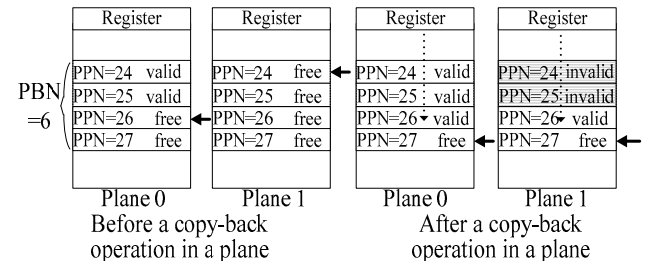 Register Register Register Register
PPN=24 valid PPN=24 free PPN=24 valid PPN=24 invalid
PBN PPN=25 valid PPN=25 free PPN=25 valid PPN=25 invalid
=6 PPN=26 free PPN=26 free PPN=26 valid PPN=26 valid
PPN=27 free PPN=27 free PPN=27 free PPN=27 free
Plane 0 Plane 1 Plane 0 Plane 1
Before a copy-back After a copy-back
operation in a plane operation in a plane